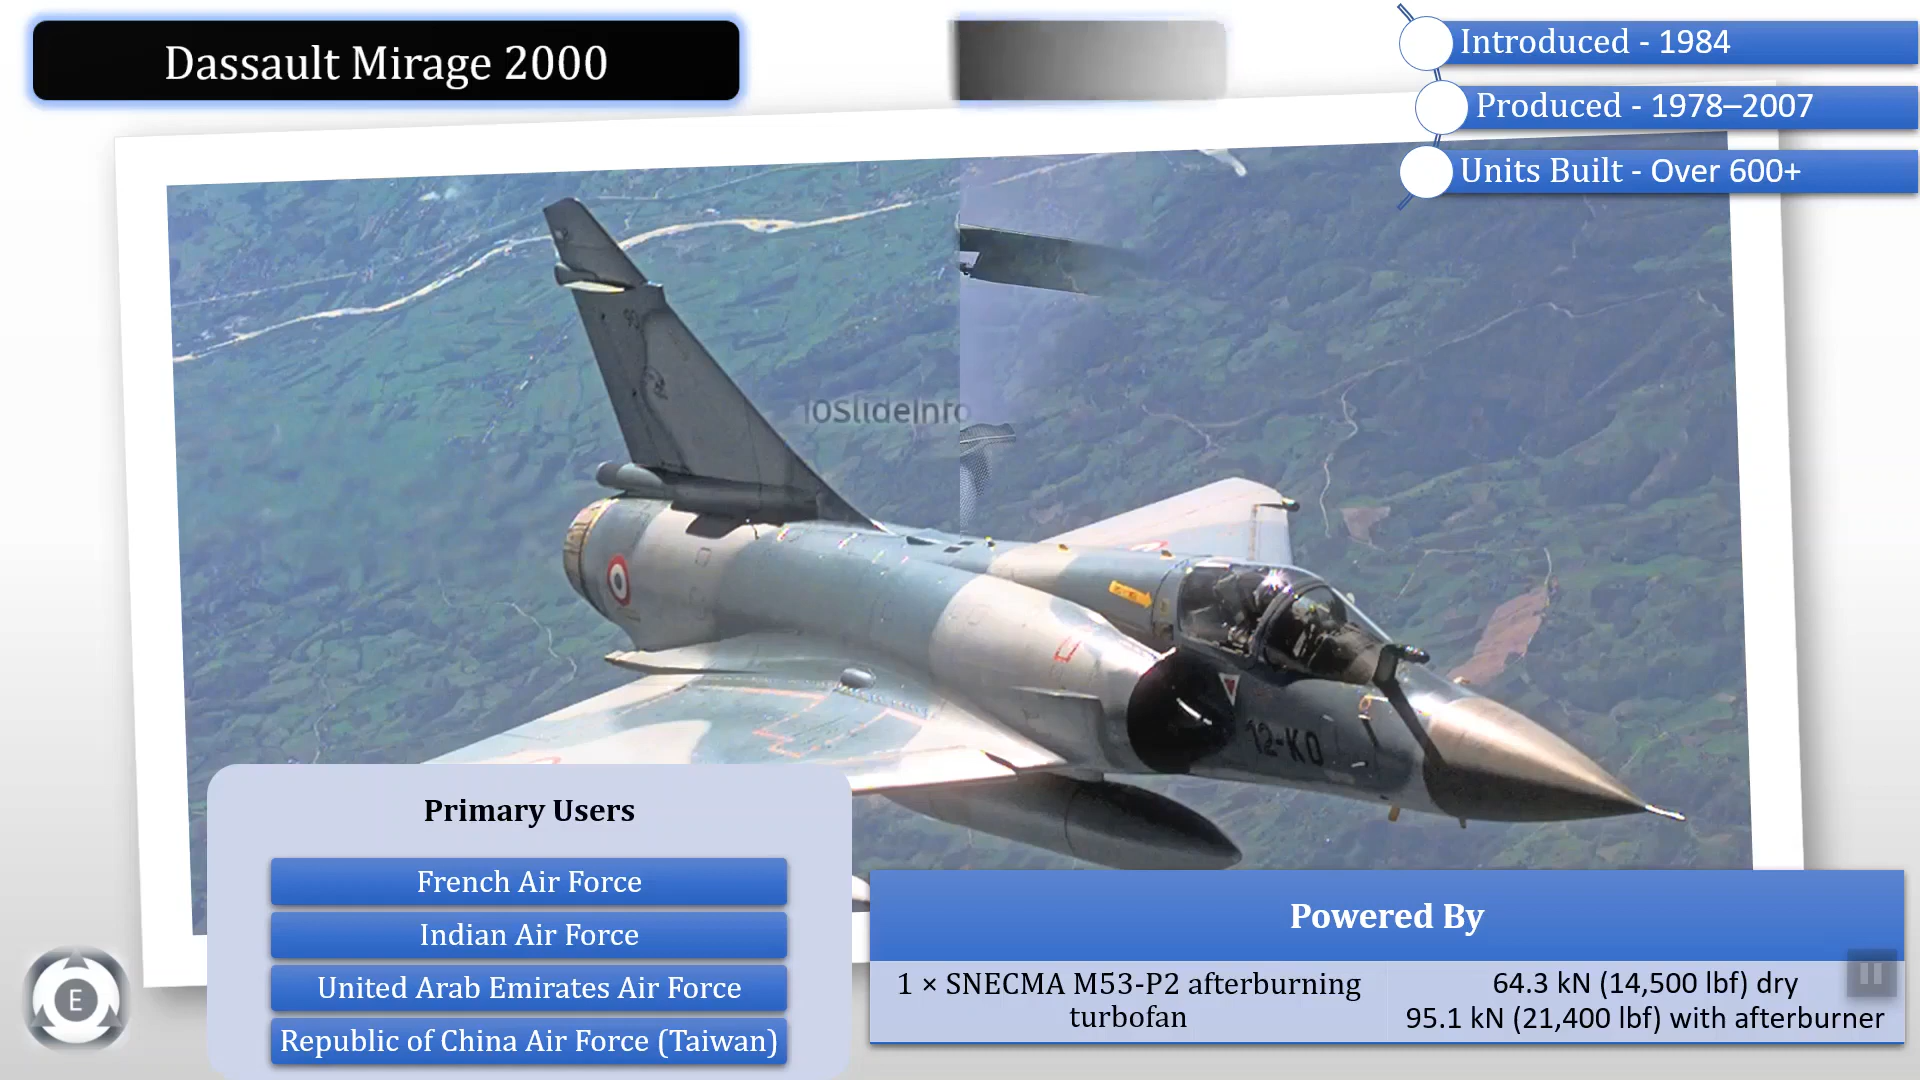 Dassault Mirage 2000
Introduced - 1984
Produced - 1978–2007
Units Built - Over 600+
10SlideInfo
12-KO
Primary Users
French Air Force
Indian Air Force
United Arab Emirates Air Force
Republic of China Air Force (Taiwan)
Powered By
1 × SNECMA M53-P2 afterburning
turbofan
64.3 kN (14,500 lbf) dry
95.1 kN (21,400 lbf) with afterburner
E